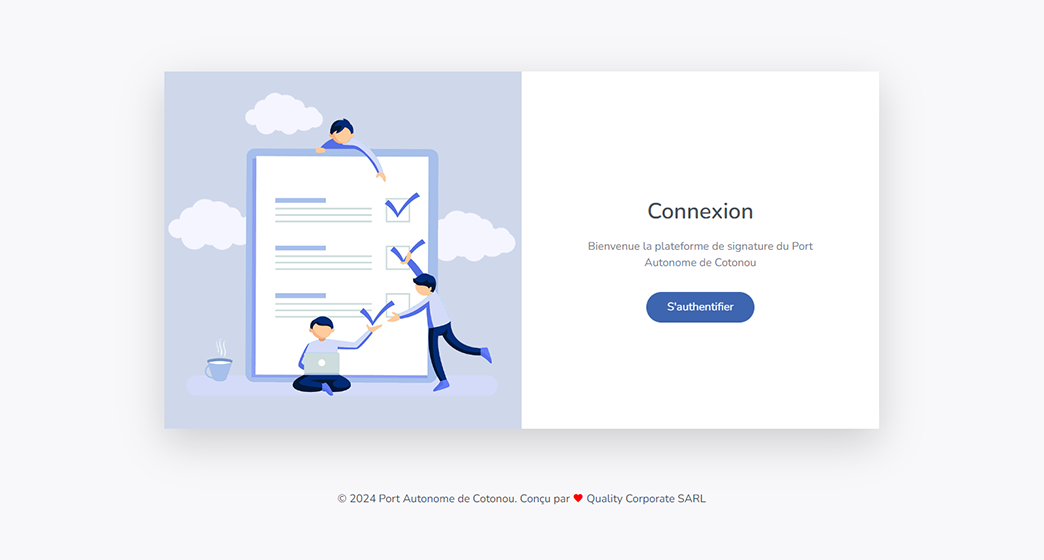 Connexion
Bienvenue la plateforme de signature du Port
Autonome de Cotonou
S'authentifier
© 2024 Port Autonome de Cotonou. Conçu par ❤ Quality Corporate SARL